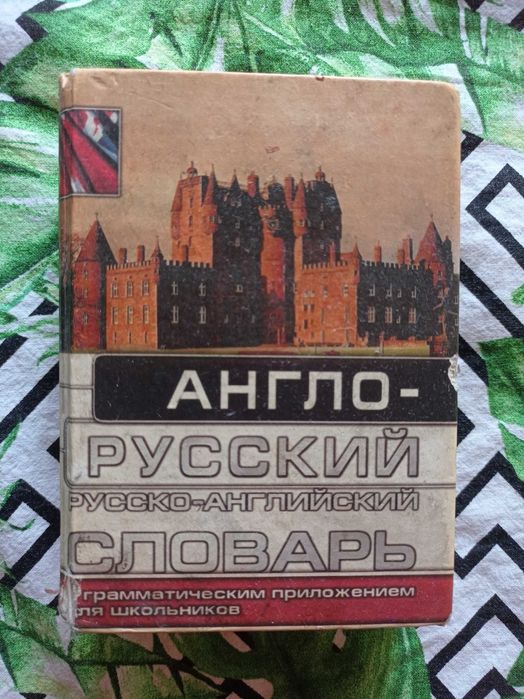 АНГЛО-
РУССКИЙ
РУССКО-АНГЛИЙСКИЙ
СЛОВАРЬ
грамматическим приложением
для школьников